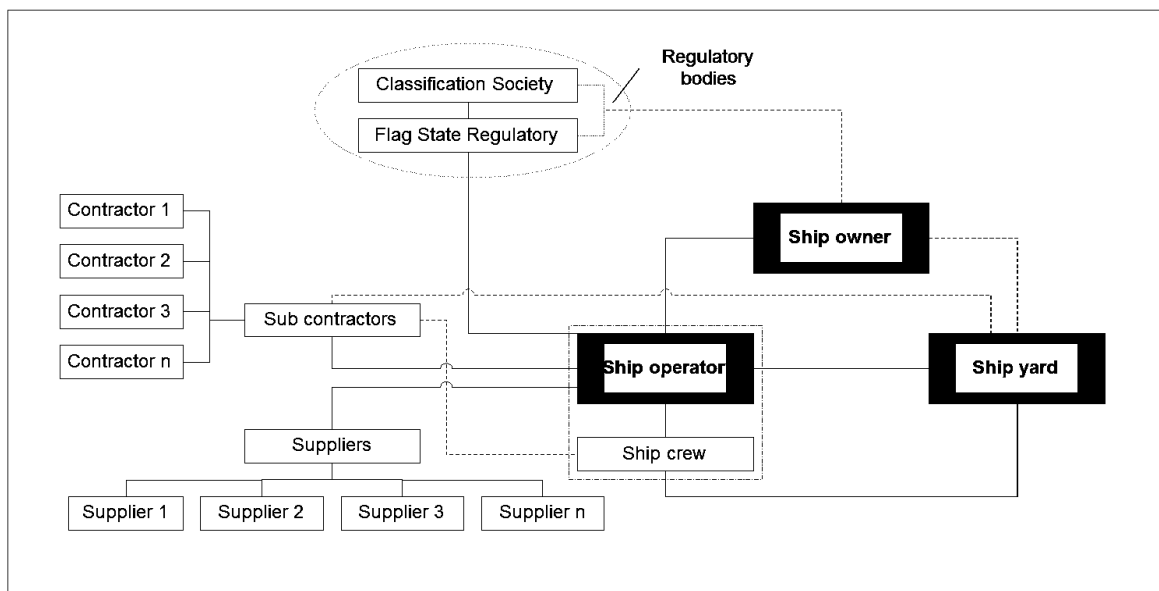 Regulatory
bodies
Classification Society
Flag State Regulatory
Contractor 1
Contractor 2
Contractor 3
Contractor n
Sub contractors
Ship owner
Ship operator
Ship yard
Ship crew
Suppliers
Supplier 1
Supplier 2
Supplier 3
Supplier n